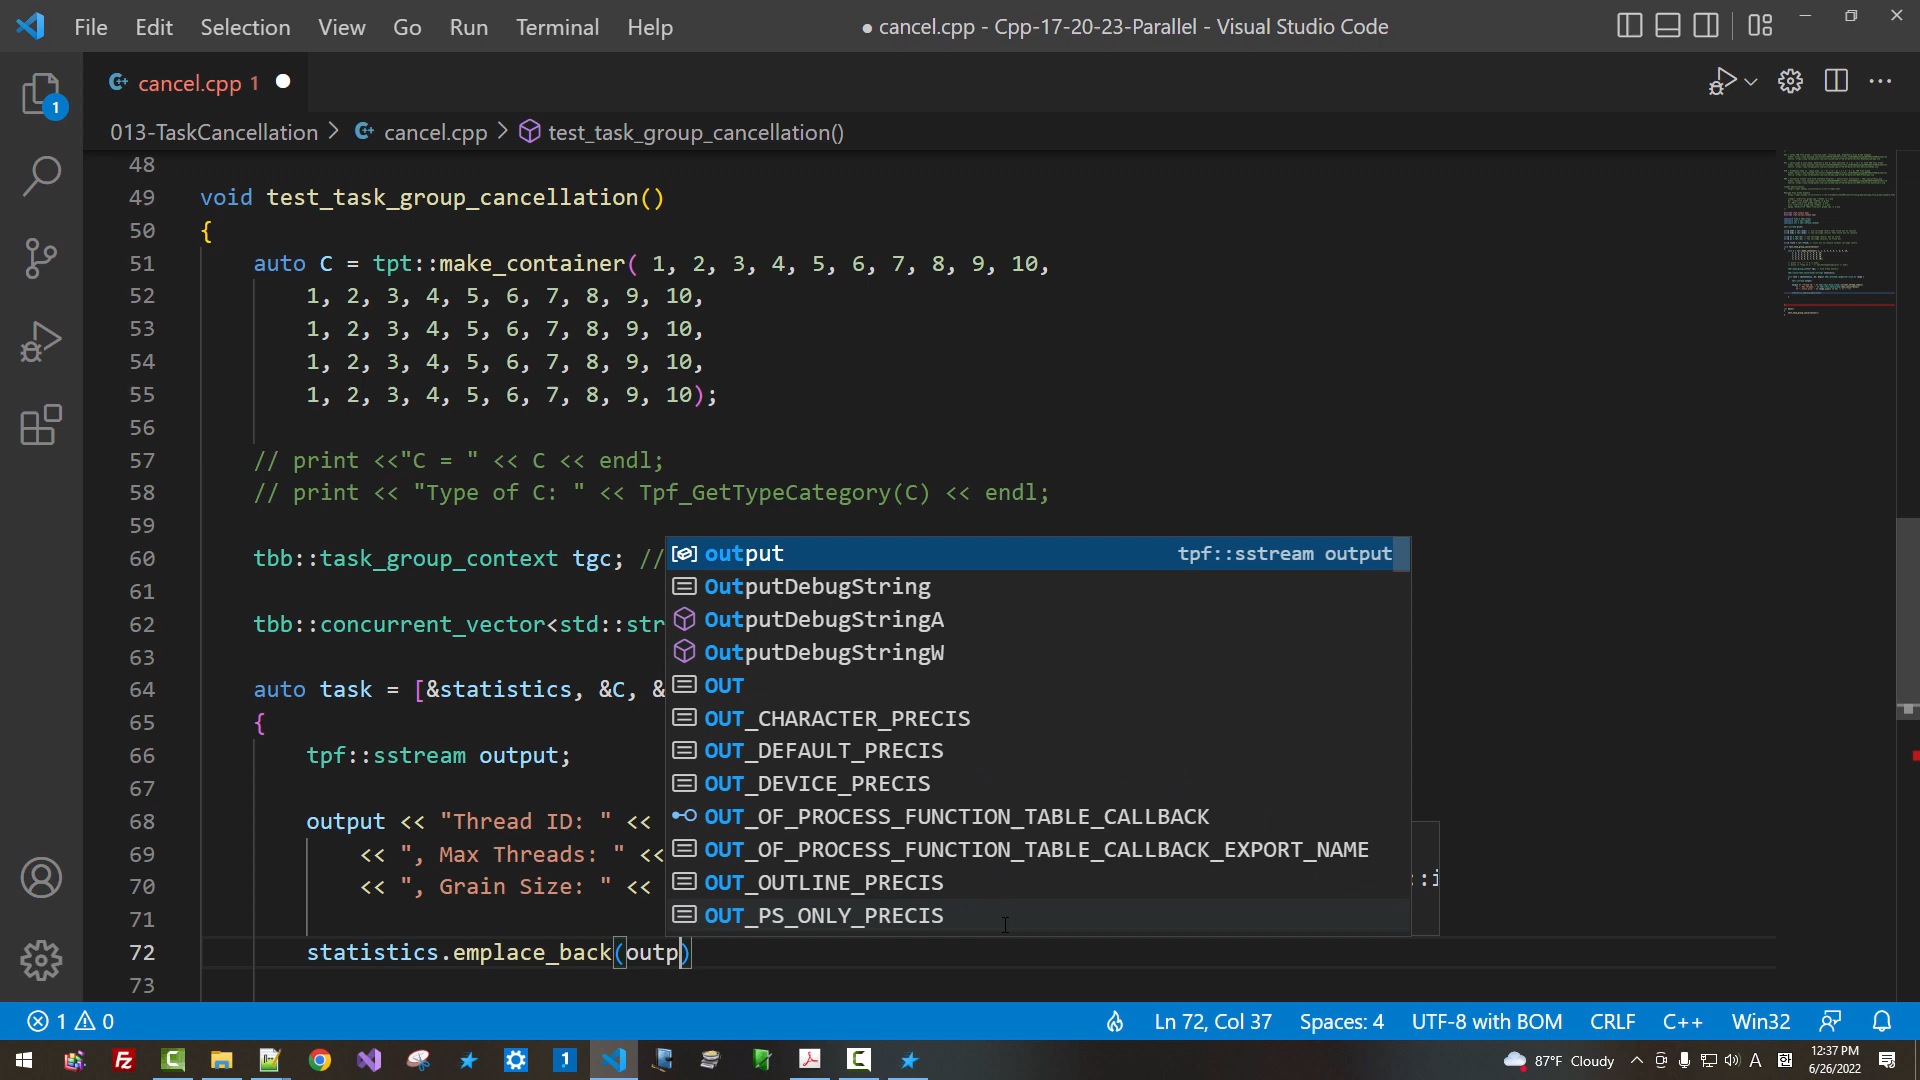 File Edit Selection View Go Run Terminal Help
● cancel.cpp - Cpp-17-20-23-Parallel - Visual Studio Code
1
cancel.cpp 1
013-TaskCancellation > cancel.cpp > test_task_group_cancellation()
48
49 void test_task_group_cancellation()
50 {
51 auto C = tpt::make_container( 1, 2, 3, 4, 5, 6, 7, 8, 9, 10,
52 1, 2, 3, 4, 5, 6, 7, 8, 9, 10,
53 1, 2, 3, 4, 5, 6, 7, 8, 9, 10,
54 1, 2, 3, 4, 5, 6, 7, 8, 9, 10,
55 1, 2, 3, 4, 5, 6, 7, 8, 9, 10);
56
57 // print <<"C = " << C << endl;
58 // print << "Type of C: " << Tpf_GetTypeCategory(C) << endl;
59
60 tbb::task_group_context tgc; //
61
62 tbb::concurrent_vector<std::str
63
64 auto task = [&statistics, &C, &
65 {
66 tpf::sstream output;
67
68 output << "Thread ID: " <<
69 << ", Max Threads: " <<
70 << ", Grain Size: " <<
71
72 statistics.emplace_back(outp)
73
output tpf::sstream output
OutputDebugString
OutputDebugStringA
OutputDebugStringW
OUT
OUT_CHARACTER_PRECIS
OUT_DEFAULT_PRECIS
OUT_DEVICE_PRECIS
OUT_OF_PROCESS_FUNCTION_TABLE_CALLBACK
OUT_OF_PROCESS_FUNCTION_TABLE_CALLBACK_EXPORT_NAME
OUT_OUTLINE_PRECIS
OUT_PS_ONLY_PRECIS
::i
1 0 Ln 72, Col 37 Spaces: 4 UTF-8 with BOM CRLF C++ Win32
87°F Cloudy A 한 12:37 PM
6/26/2022